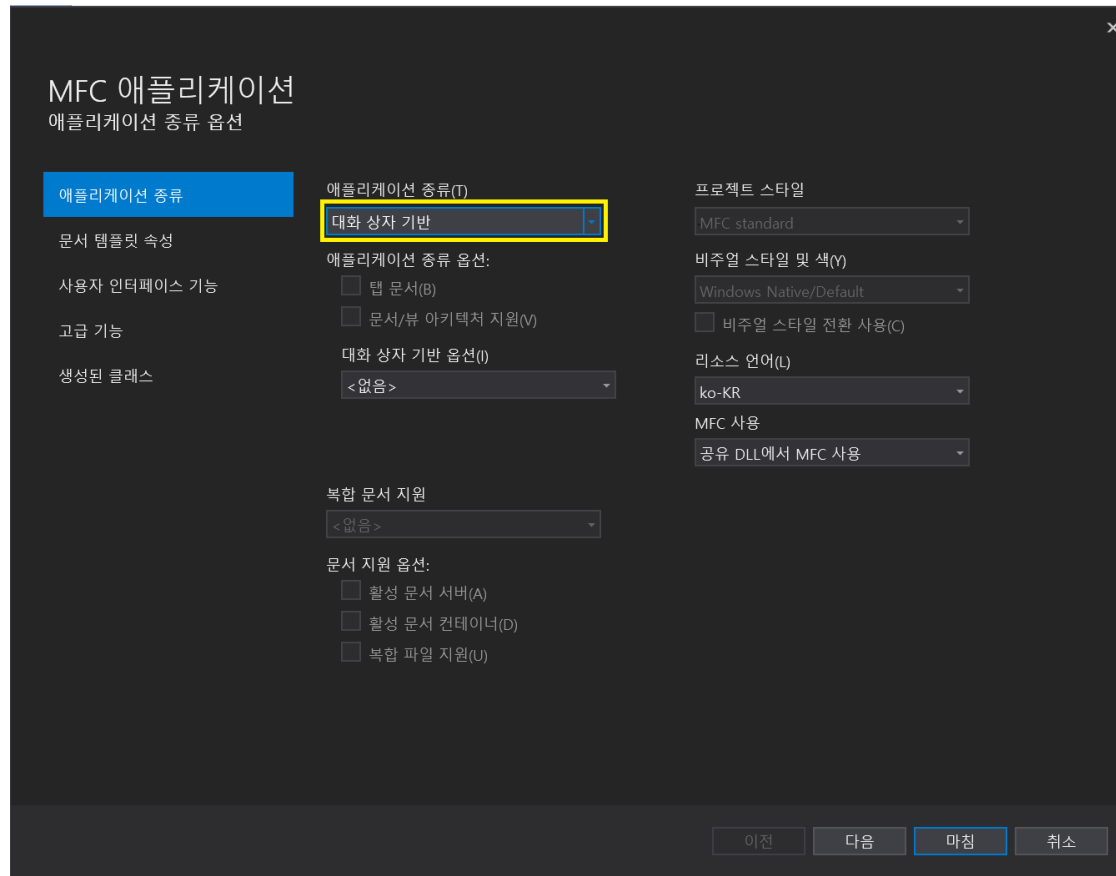 MFC 애플리케이션
애플리케이션 종류 옵션
애플리케이션 종류
문서 템플릿 속성
사용자 인터페이스 기능
고급 기능
생성된 클래스
애플리케이션 종류(T)
대화 상자 기반
애플리케이션 종류 옵션:
탭 문서(B)
문서/뷰 아키텍처 지원(V)
대화 상자 기반 옵션(I)
<없음>
복합 문서 지원
<없음>
문서 지원 옵션:
활성 문서 서버(A)
활성 문서 컨테이너(D)
복합 파일 지원(U)
프로젝트 스타일
MFC standard
비주얼 스타일 및 색(Y)
Windows Native/Default
비주얼 스타일 전환 사용(C)
리소스 언어(L)
ko-KR
MFC 사용
공유 DLL에서 MFC 사용
이전
다음
마침
취소